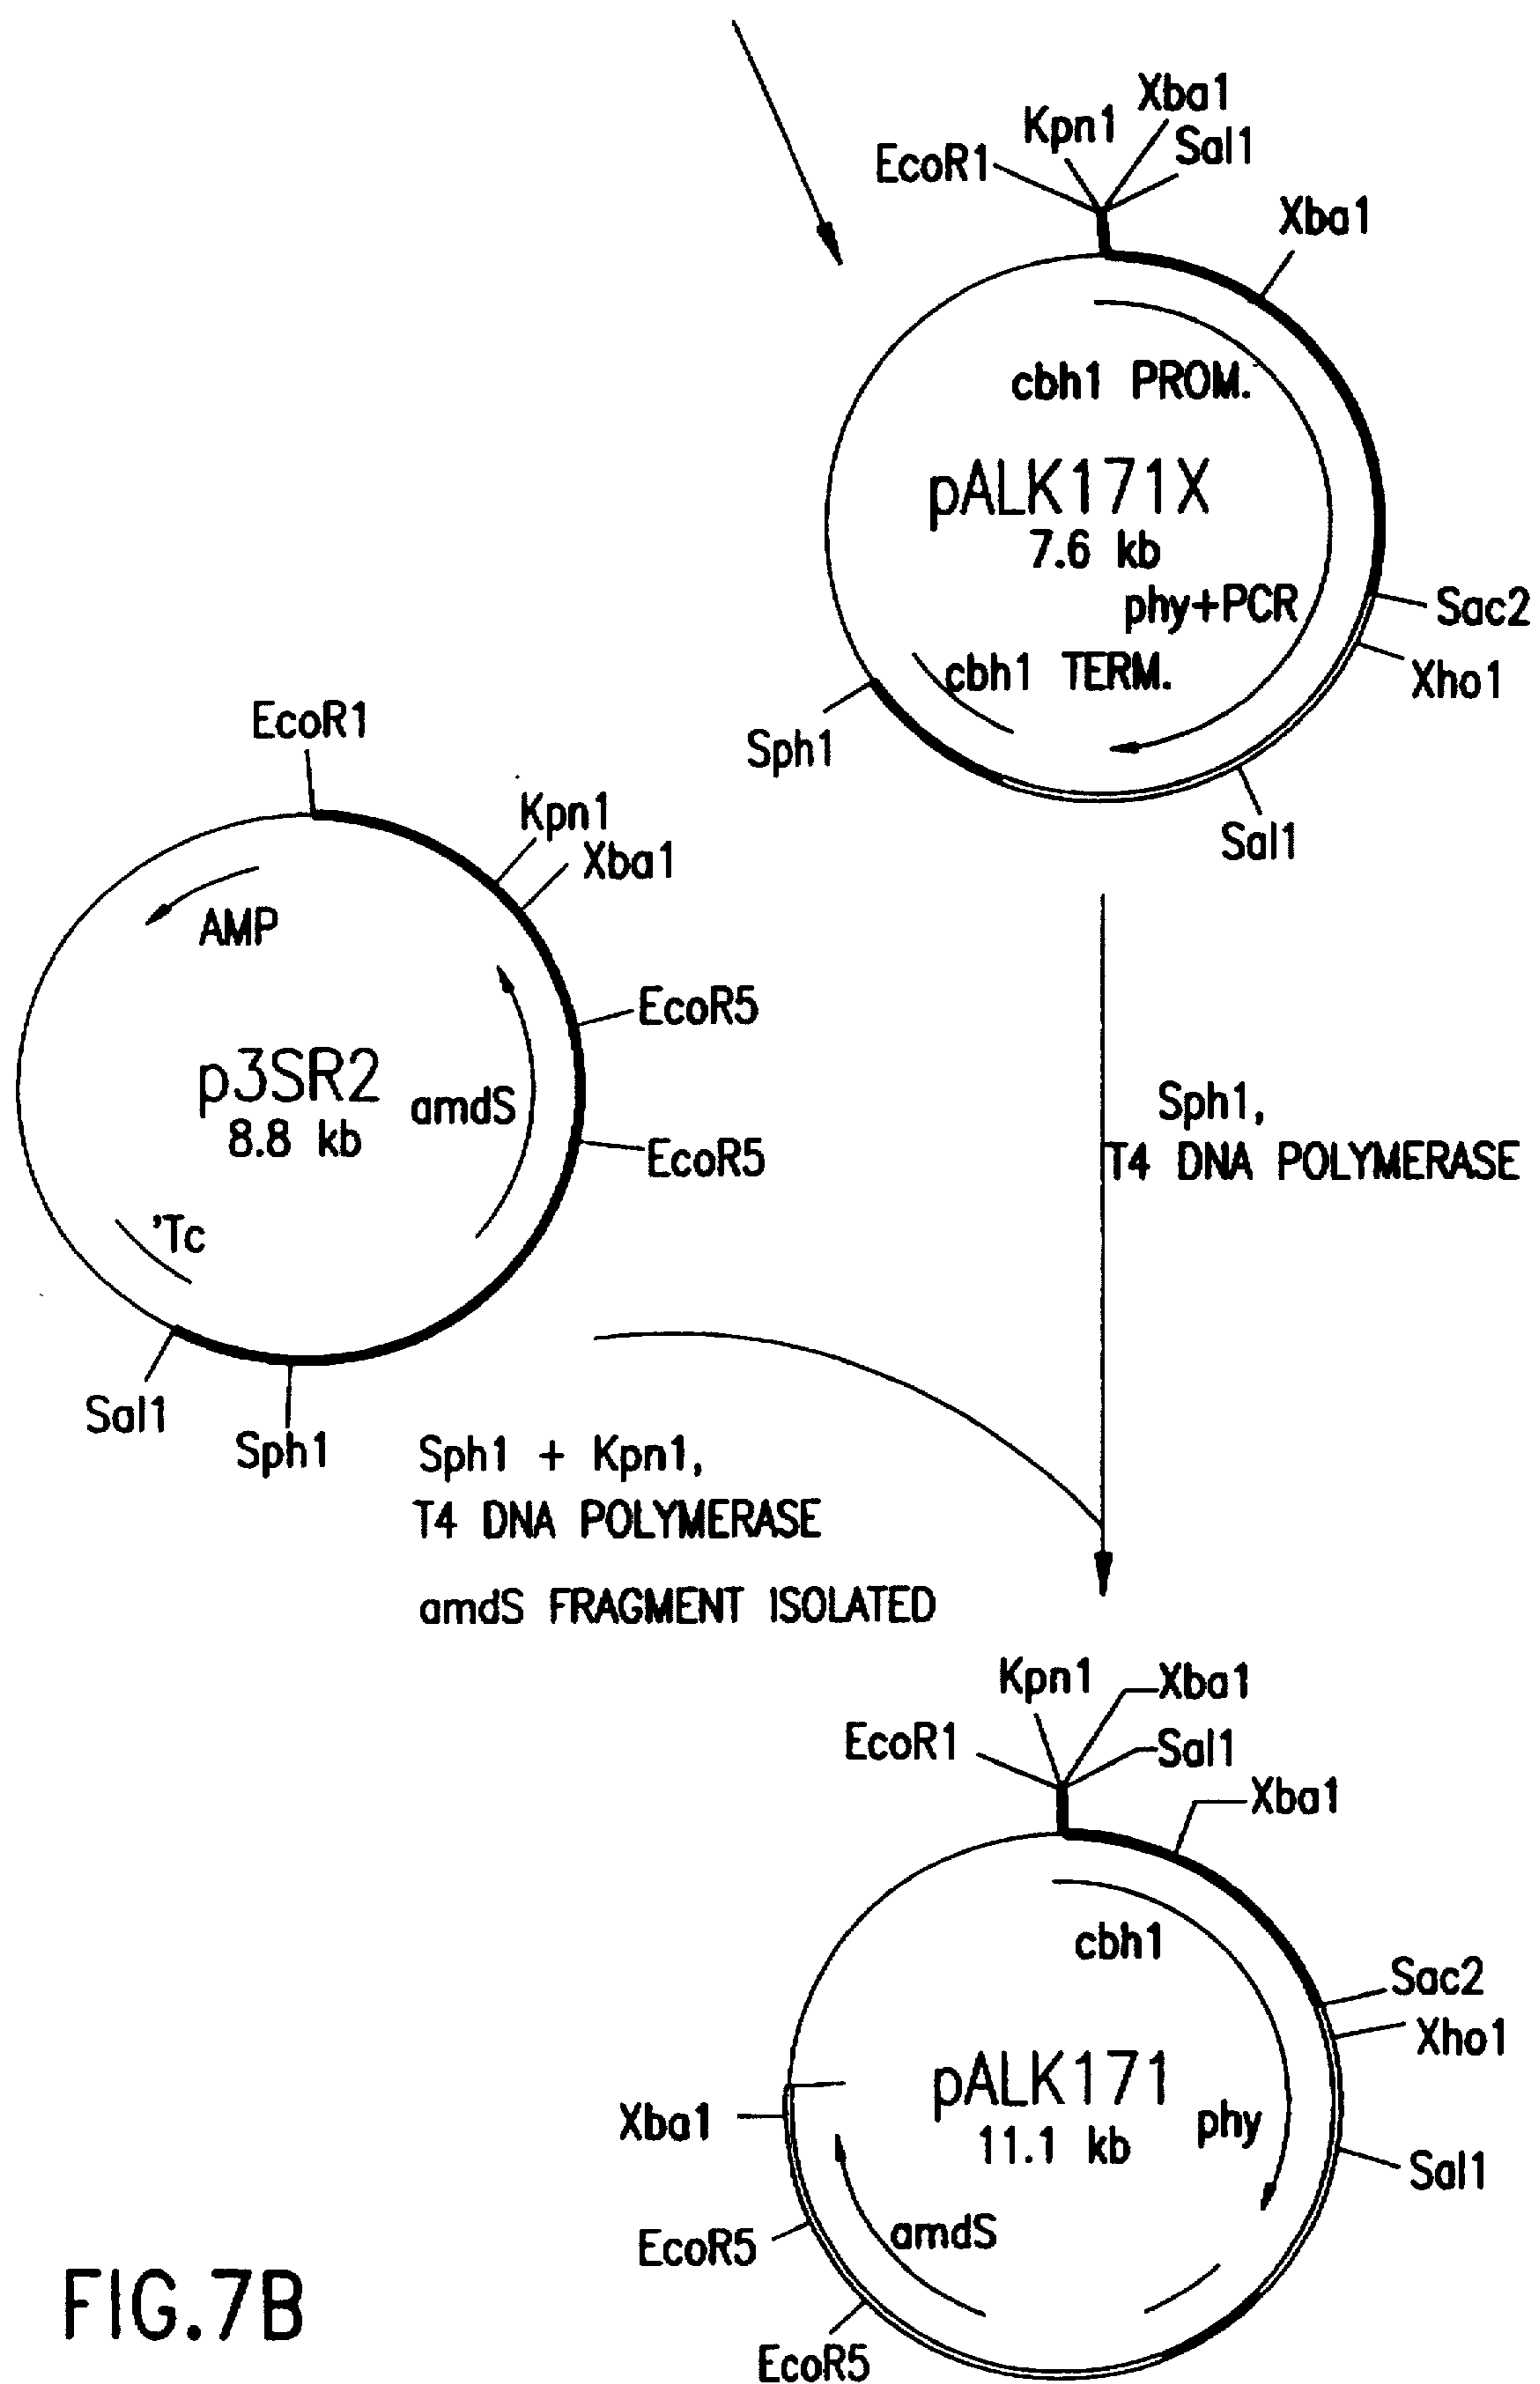 Xba1
Kpn1
Sal1
EcoR1
Xba1
cbh1 PROM.
pALK171X
7.6 kb
phy+PCR
Sac2
cbh1 TERM.
Xho1
Sph1
Sal1
EcoR1
Kpn1
Xba1
AMP
EcoR5
p3SR2
amdS
8.8 kb
EcoR5
'Tc
Sal1
Sph1
Sph1,
T4 DNA POLYMERASE
Sph1 + Kpn1,
T4 DNA POLYMERASE
amdS FRAGMENT ISOLATED
Kpn1
Xba1
EcoR1
Sal1
Xba1
cbh1
Sac2
Xho1
pALK171
11.1 kb
phy
Xba1
Sal1
amdS
EcoR5
EcoR5
FIG.7B